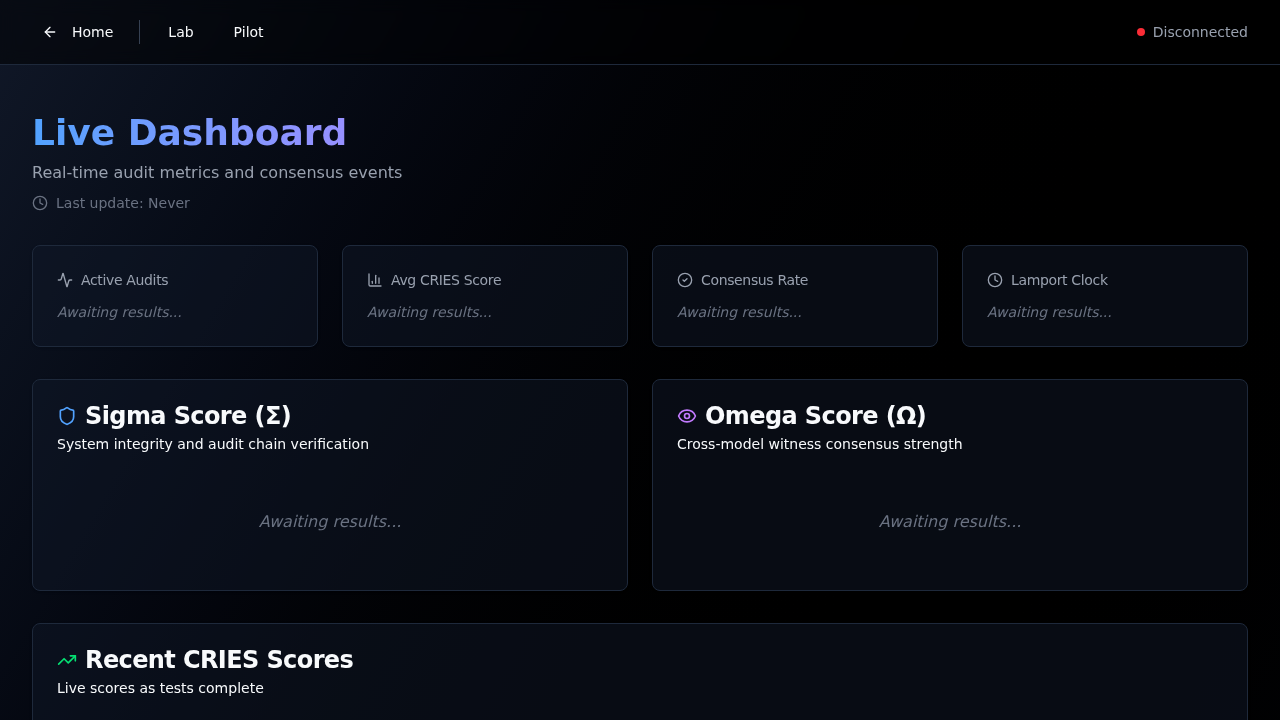 Home
Lab
Pilot
Disconnected
Live Dashboard
Real-time audit metrics and consensus events
Last update: Never
Active Audits
Awaiting results...
Avg CRIES Score
Awaiting results...
Consensus Rate
Awaiting results...
Lamport Clock
Awaiting results...
Sigma Score (Σ)
System integrity and audit chain verification
Awaiting results...
Omega Score (Ω)
Cross-model witness consensus strength
Awaiting results...
Recent CRIES Scores
Live scores as tests complete